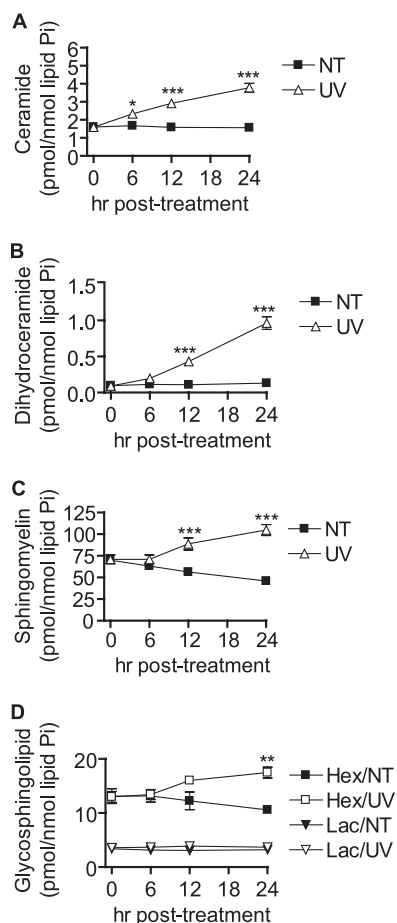 A
Ceramide
(pmol/nmol lipid Pi)
6
5
4
3
2
1
0
* *** ***
0 6 12 18 24
hr post-treatment
NT
UV
B
Dihydroceramide
(pmol/nmol lipid Pi)
1.5
1.0
0.5
0.0
*** ***
0 6 12 18 24
hr post-treatment
NT
UV
C
Sphingomyelin
(pmol/nmol lipid Pi)
125
100
75
50
25
0
*** ***
0 6 12 18 24
hr post-treatment
NT
UV
D
Glycosphingolipid
(pmol/nmol lipid Pi)
20
10
0
**
0 6 12 18 24
hr post-treatment
Hex/NT
Hex/UV
Lac/NT
Lac/UV